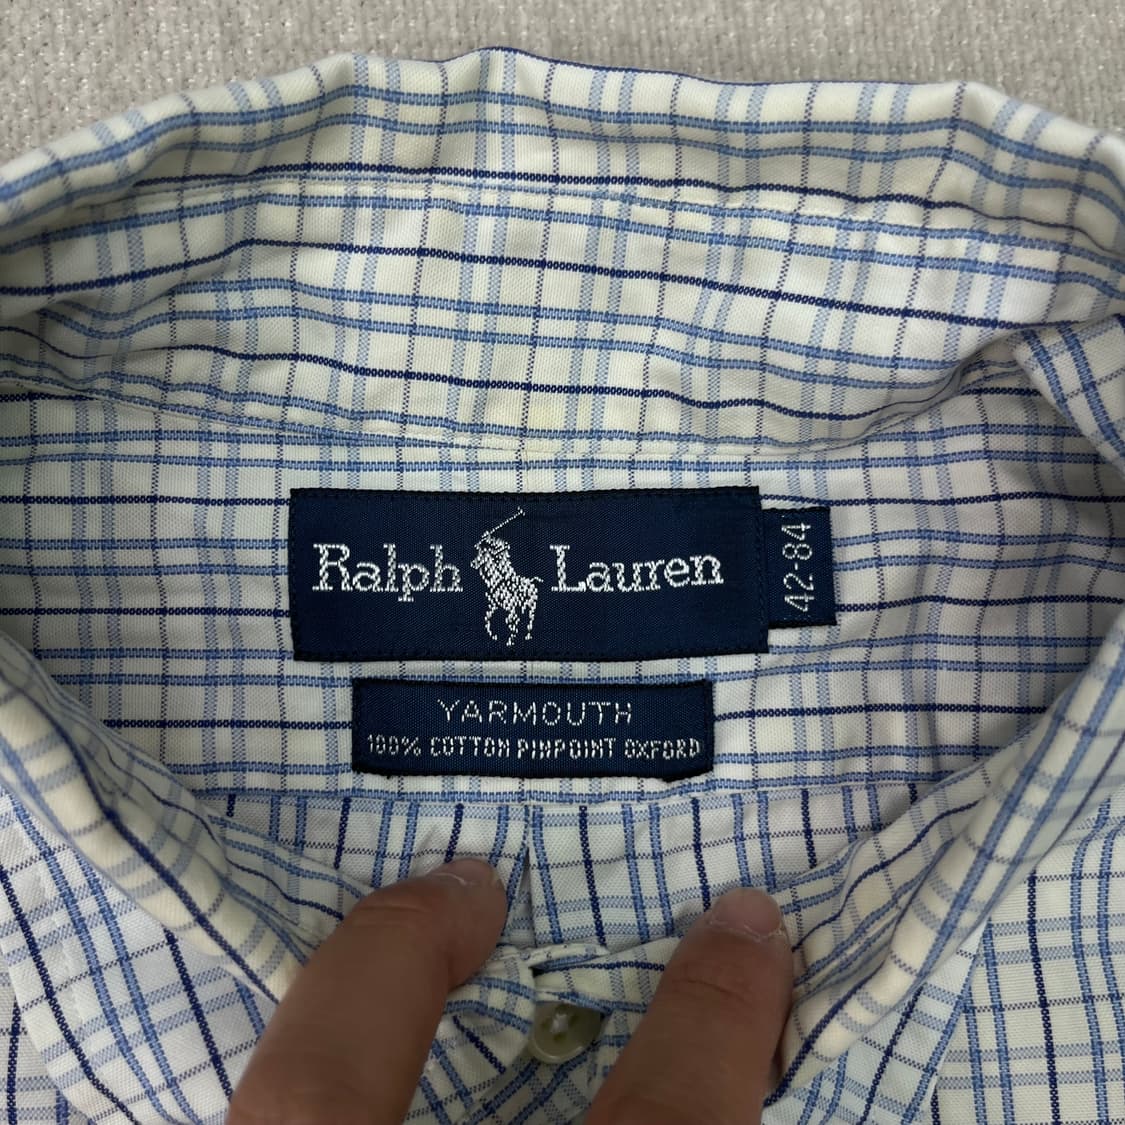 Ralph Lauren
42-84
YARMOUTH
100% COTTON PINPOINT OXFORD